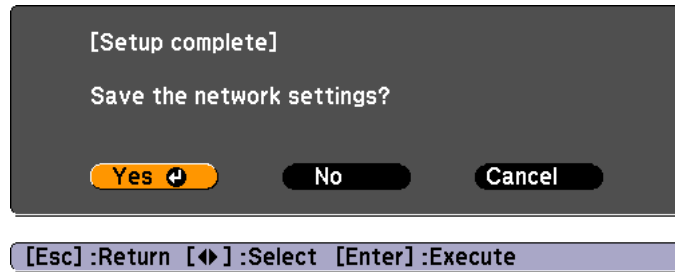 [Setup complete]
Save the network settings?
Yes No Cancel
[Esc] :Return [◆] :Select [Enter] :Execute